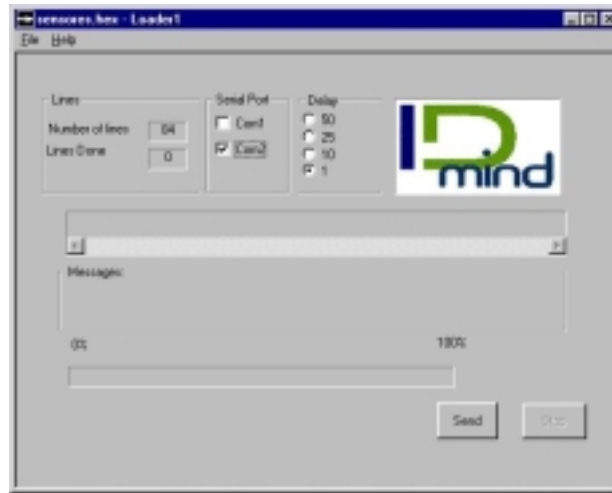 sensores.hex - Loader1
File Help
Lines
Number of lines 84
Lines Done 0
Serial Port
Com1
Com2
Delay
50
25
10
1
IDmind
Messages:
0% 100%
Send Stop